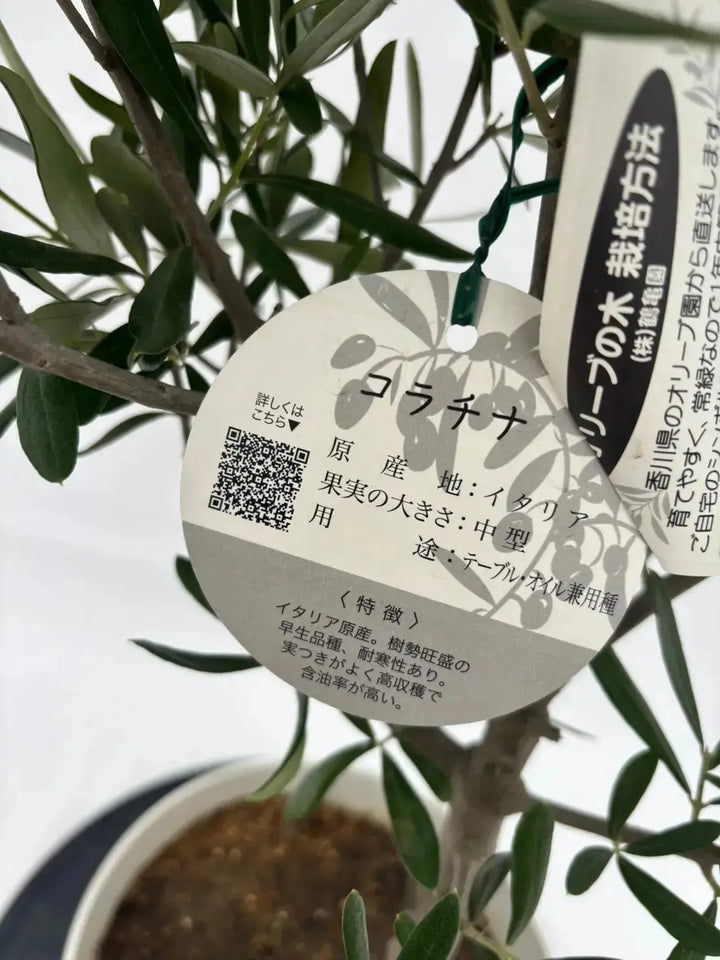 コラチナ
詳しくは
こちら▼
原産地：イタリア
果実の大きさ：中型
用途：テーブル・オイル兼用種
〈特徴〉
イタリア原産。樹勢旺盛の
早生品種、耐寒性あり。
実つきがよく高収穫で
含油率が高い。
リーブの木 栽培方法
(株)鶴亀園
香川県のオリーブ園から直送します
育てやすく、常緑なので1年
ご自宅のシン